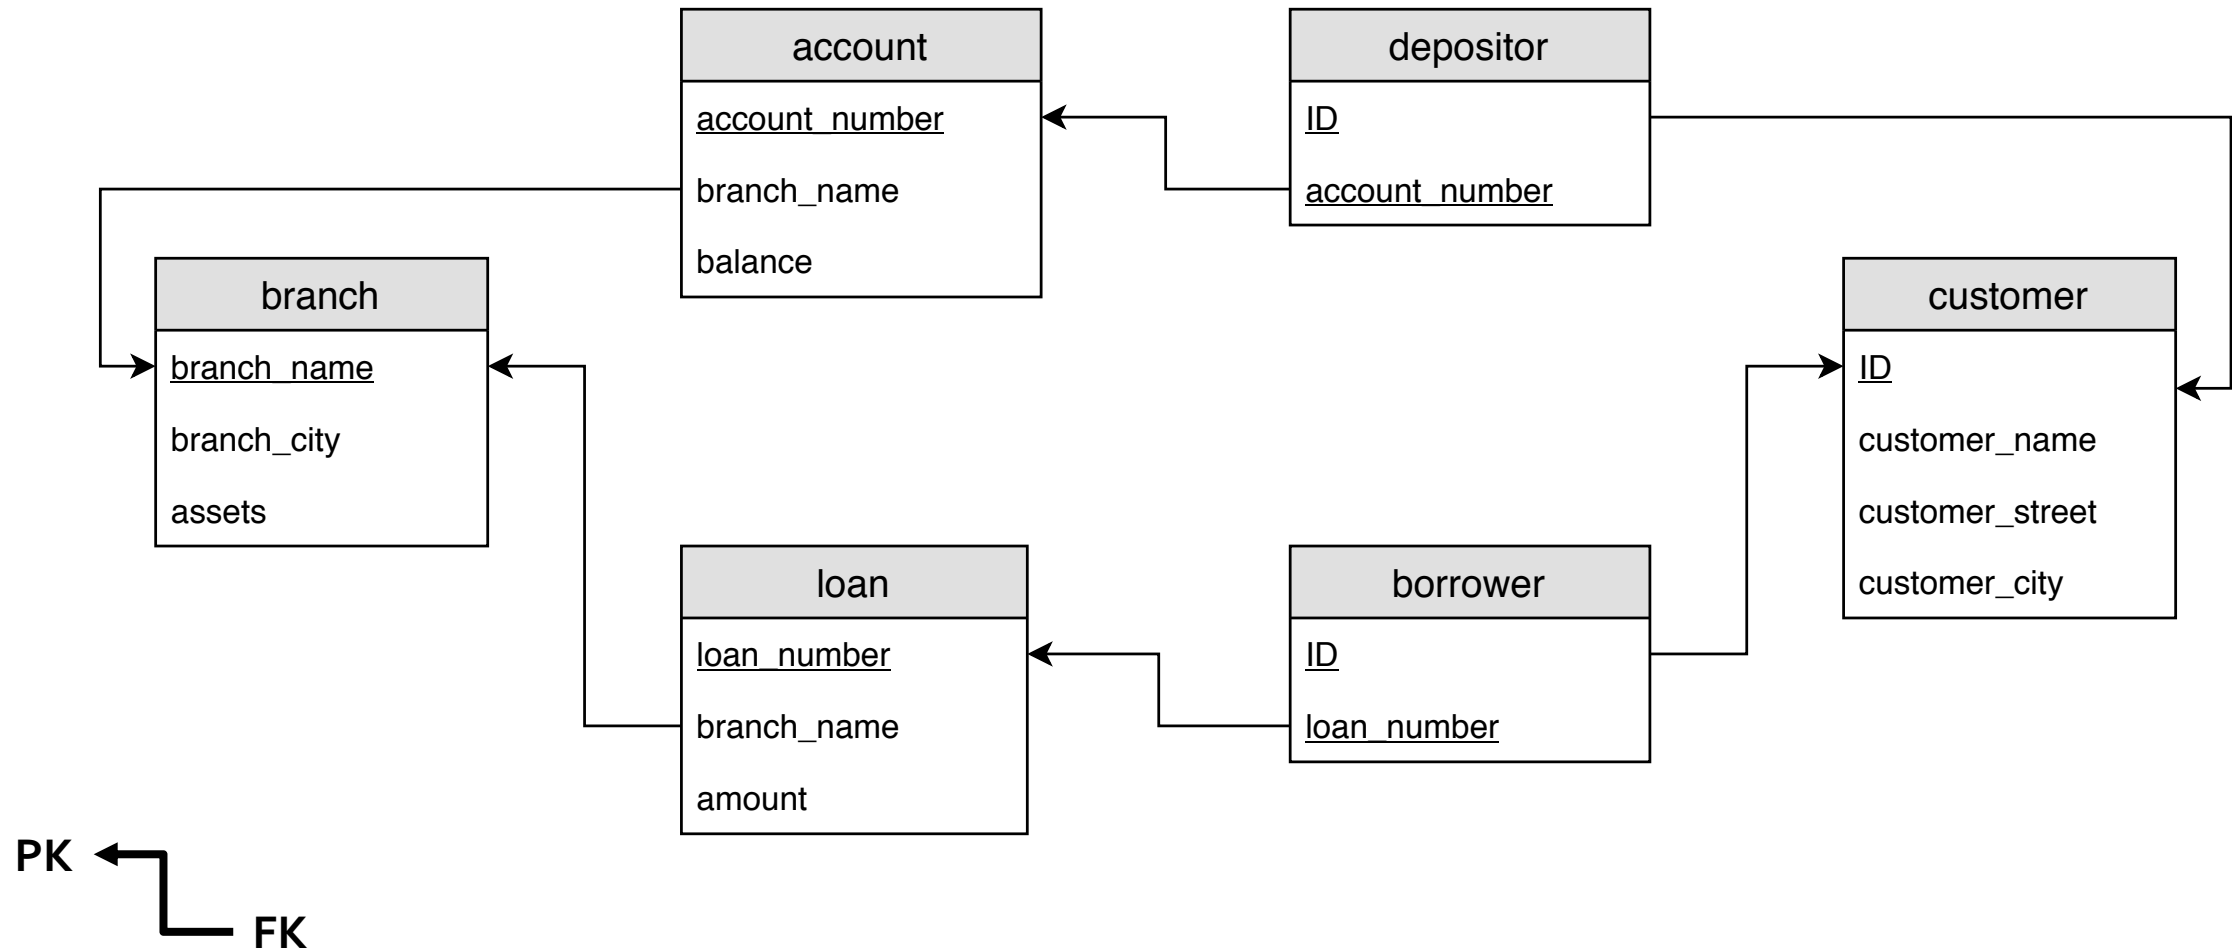 account
account_number
branch_name
balance
depositor
ID
account_number
branch
branch_name
branch_city
assets
customer
ID
customer_name
customer_street
customer_city
loan
loan_number
branch_name
amount
borrower
ID
loan_number
PK
FK